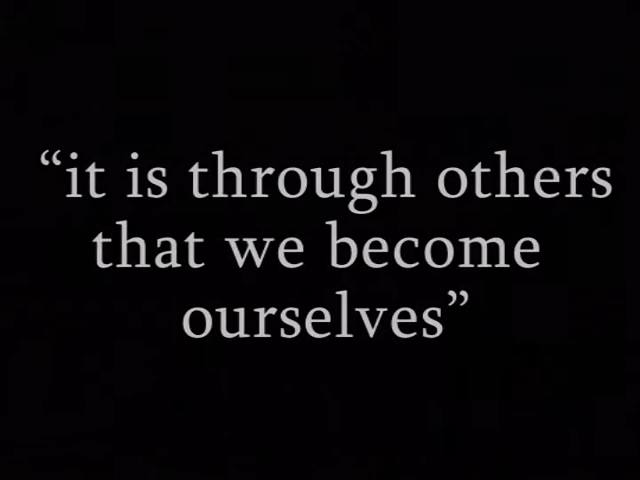 “it is through others
that we become
ourselves”